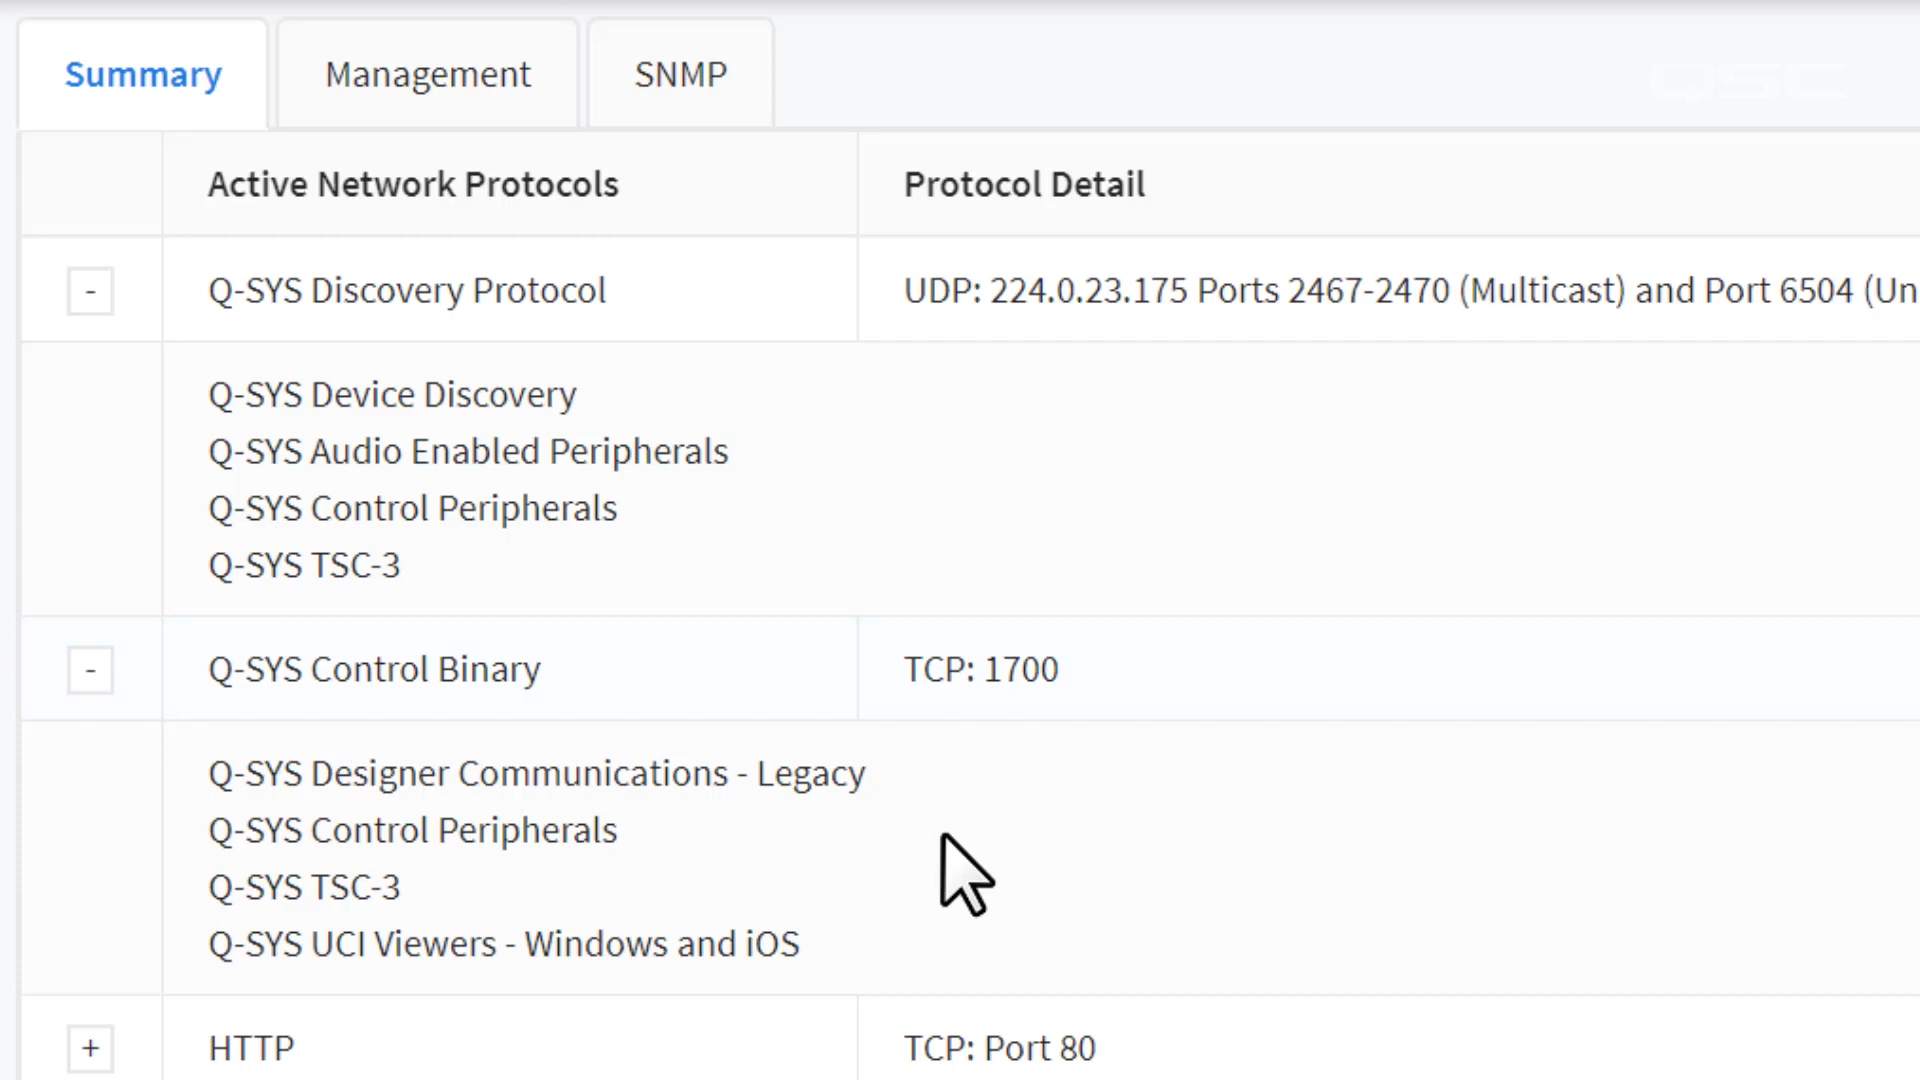 Summary Management SNMP
QSC
Active Network Protocols Protocol Detail
- Q-SYS Discovery Protocol UDP: 224.0.23.175 Ports 2467-2470 (Multicast) and Port 6504 (Un
Q-SYS Device Discovery
Q-SYS Audio Enabled Peripherals
Q-SYS Control Peripherals
Q-SYS TSC-3
- Q-SYS Control Binary TCP: 1700
Q-SYS Designer Communications - Legacy
Q-SYS Control Peripherals
Q-SYS TSC-3
Q-SYS UCI Viewers - Windows and iOS
+ HTTP TCP: Port 80